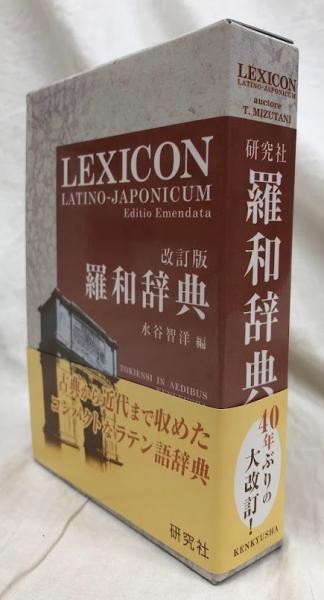 LEXICON
LATINO-JAPONICUM
Editio Emendata
改訂版
羅和辞典
水谷智洋 編
TOKIENSI IN AEDIBUS
古典から近代まで収めた
コンパクトなラテン語辞典
研究社
LEXICON
LATINO-JAPONICUM
auctore
T. MIZUTANI
研究社
羅和辞典
40年ぶりの
大改訂!
KENKYUSHA